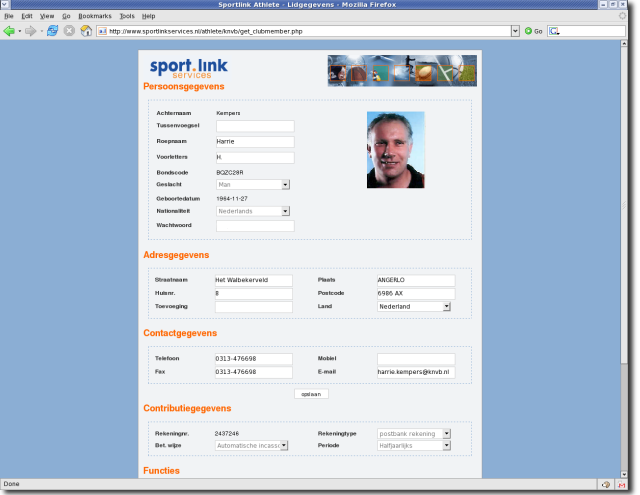 Sportlink Athlete - Lidgegevens - Mozilla Firefox
File Edit View Go Bookmarks Tools Help
http://www.sportlinkservices.nl/athlete/knvb/get_clubmember.php Go
sport.link
services
Persoonsgegevens
Achternaam Kempers
Tussenvoegsel
Roepnaam Harrie
Voorletters H.
Bondscode BQZC28R
Geslacht Man
Geboortedatum 1964-11-27
Nationaliteit Nederlands
Wachtwoord
Adresgegevens
Straatnaam Het Walbekerveld Plaats ANGERLO
Huisnr. 8 Postcode 6986 AX
Toevoeging Land Nederland
Contactgegevens
Telefoon 0313-476698 Mobiel
Fax 0313-476698 E-mail harrie.kempers@knvb.nl
opslaan
Contributiegegevens
Rekeningnr. 2437246 Rekeningtype postbank rekening
Bet. wijze Automatische incassc Periode Halfjaarlijks
Functies
Done